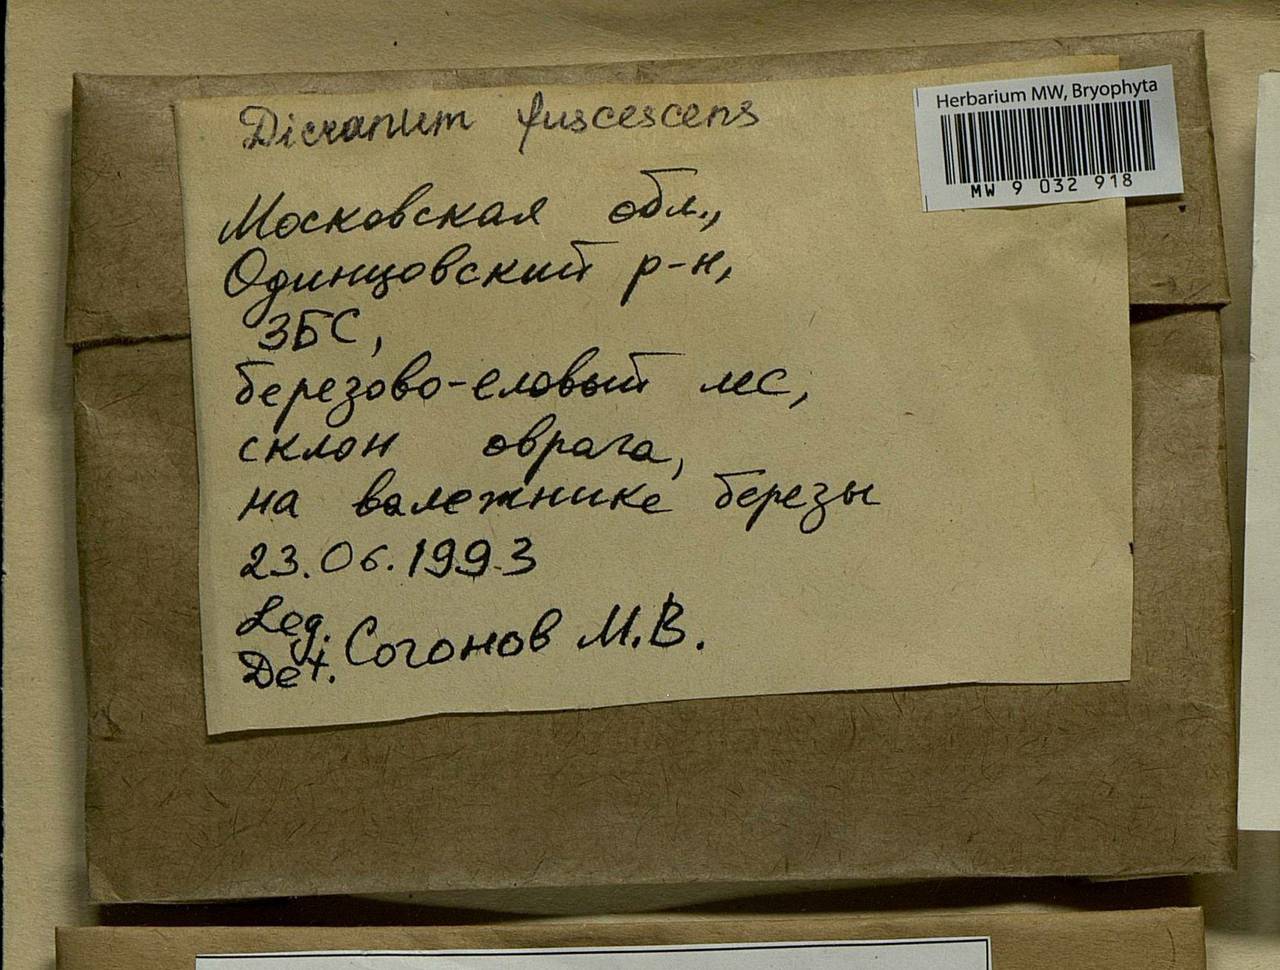 Herbarium MW, Bryophyta
MW 9 032 918
Dicranum fuscescens
Московская обл.,
Одинцовский р-н,
ЗБС,
березово-еловый лес,
склон оврага,
на валежнике березы
23.06.1993
Leg.
Det. Согонов М.В.